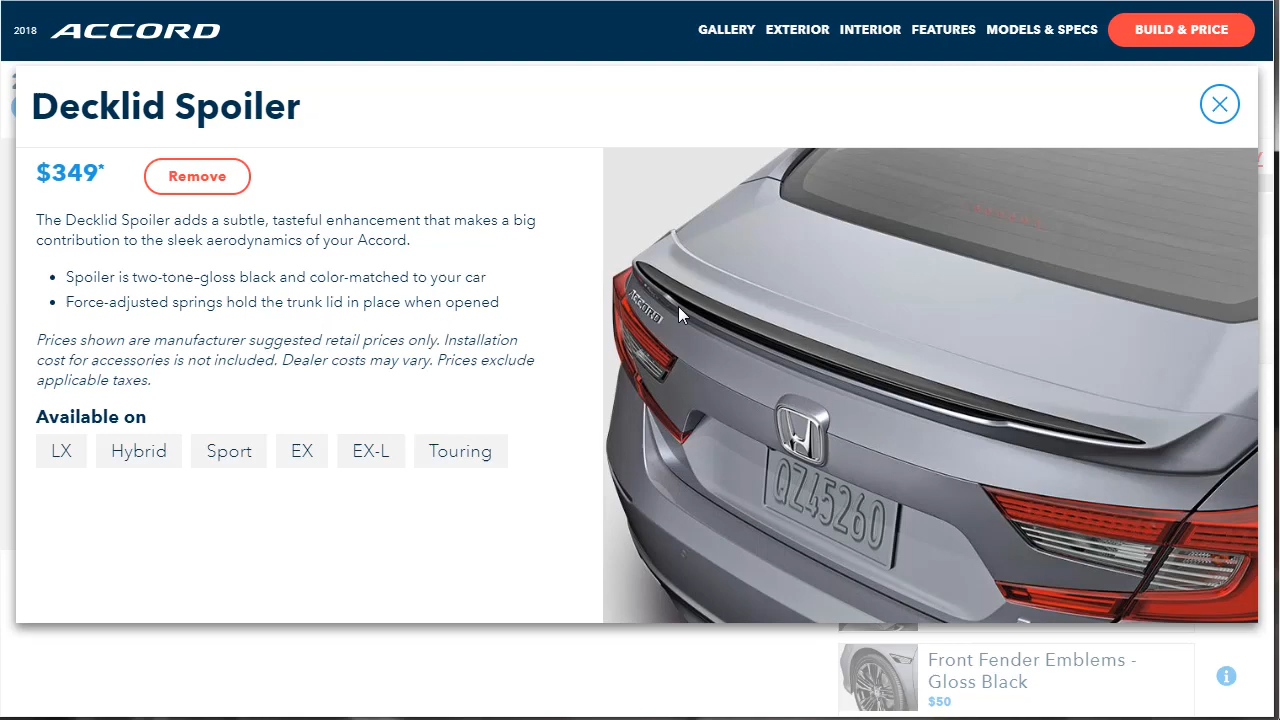 2018 ACCORD GALLERY EXTERIOR INTERIOR FEATURES MODELS & SPECS BUILD & PRICE
Decklid Spoiler
$349* Remove
The Decklid Spoiler adds a subtle, tasteful enhancement that makes a big
contribution to the sleek aerodynamics of your Accord.
• Spoiler is two-tone–gloss black and color-matched to your car
• Force-adjusted springs hold the trunk lid in place when opened
Prices shown are manufacturer suggested retail prices only. Installation
cost for accessories is not included. Dealer costs may vary. Prices exclude
applicable taxes.
Available on
LX Hybrid Sport EX EX-L Touring
ACCORD
QZ45260
Front Fender Emblems -
Gloss Black
$50